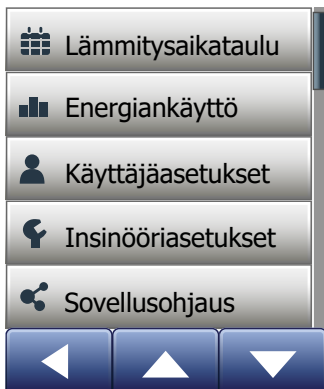 Lämmitysaikataulu
Energiankäyttö
Käyttäjäasetukset
Insinööriasetukset
Sovellusohjaus